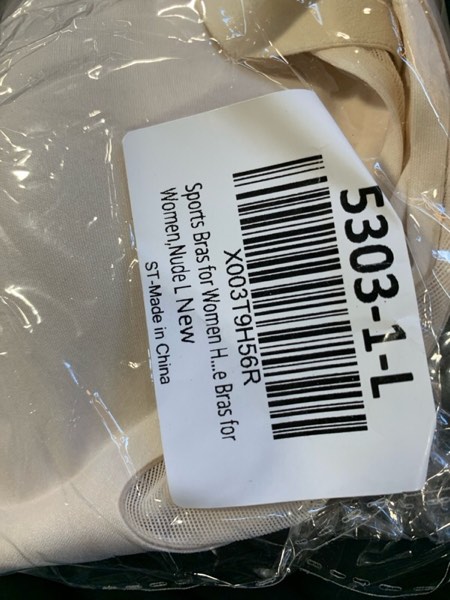 5303-1-L
X003T9H56R
Sports Bras for Women H...e Bras for
Women,Nude L New
ST-Made in China